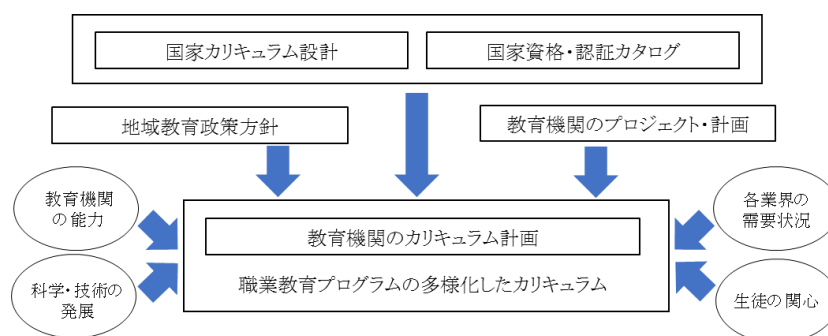 国家カリキュラム設計
国家資格・認証カタログ
地域教育政策方針
教育機関のプロジェクト・計画
教育機関
の能力
各業界の
需要状況
教育機関のカリキュラム計画
職業教育プログラムの多様化したカリキュラム
科学・技術の
発展
生徒の関心